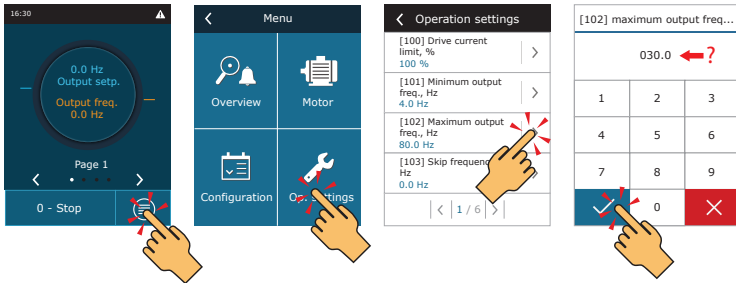 16:30
0.0 Hz
Output setp.
Output freq.
0.0 Hz
Page 1
0 - Stop
Menu
Overview
Motor
Configuration
Op. settings
Operation settings
[100] Drive current
limit, %
100 %
[101] Minimum output
freq., Hz
4.0 Hz
[102] Maximum output
freq., Hz
80.0 Hz
[103] Skip frequency
Hz
0.0 Hz
1 / 6
[102] maximum output freq...
030.0 ?
1 2 3
4 5 6
7 8 9
0